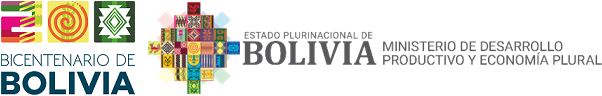 BICENTENARIO DE
BOLIVIA
ESTADO PLURINACIONAL DE
BOLIVIA
MINISTERIO DE DESARROLLO
PRODUCTIVO Y ECONOMÍA PLURAL